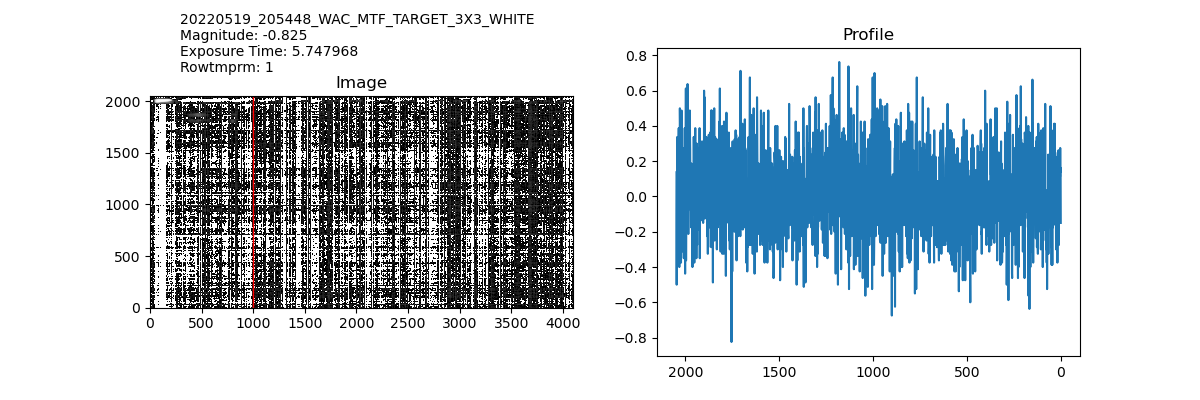 20220519_205448_WAC_MTF_TARGET_3X3_WHITE
Magnitude: -0.825
Exposure Time: 5.747968
Rowtmprm: 1
Image
2000
1500
1000
500
0
0 500 1000 1500 2000 2500 3000 3500 4000
Profile
0.8
0.6
0.4
0.2
0.0
−0.2
−0.4
−0.6
−0.8
2000 1500 1000 500 0